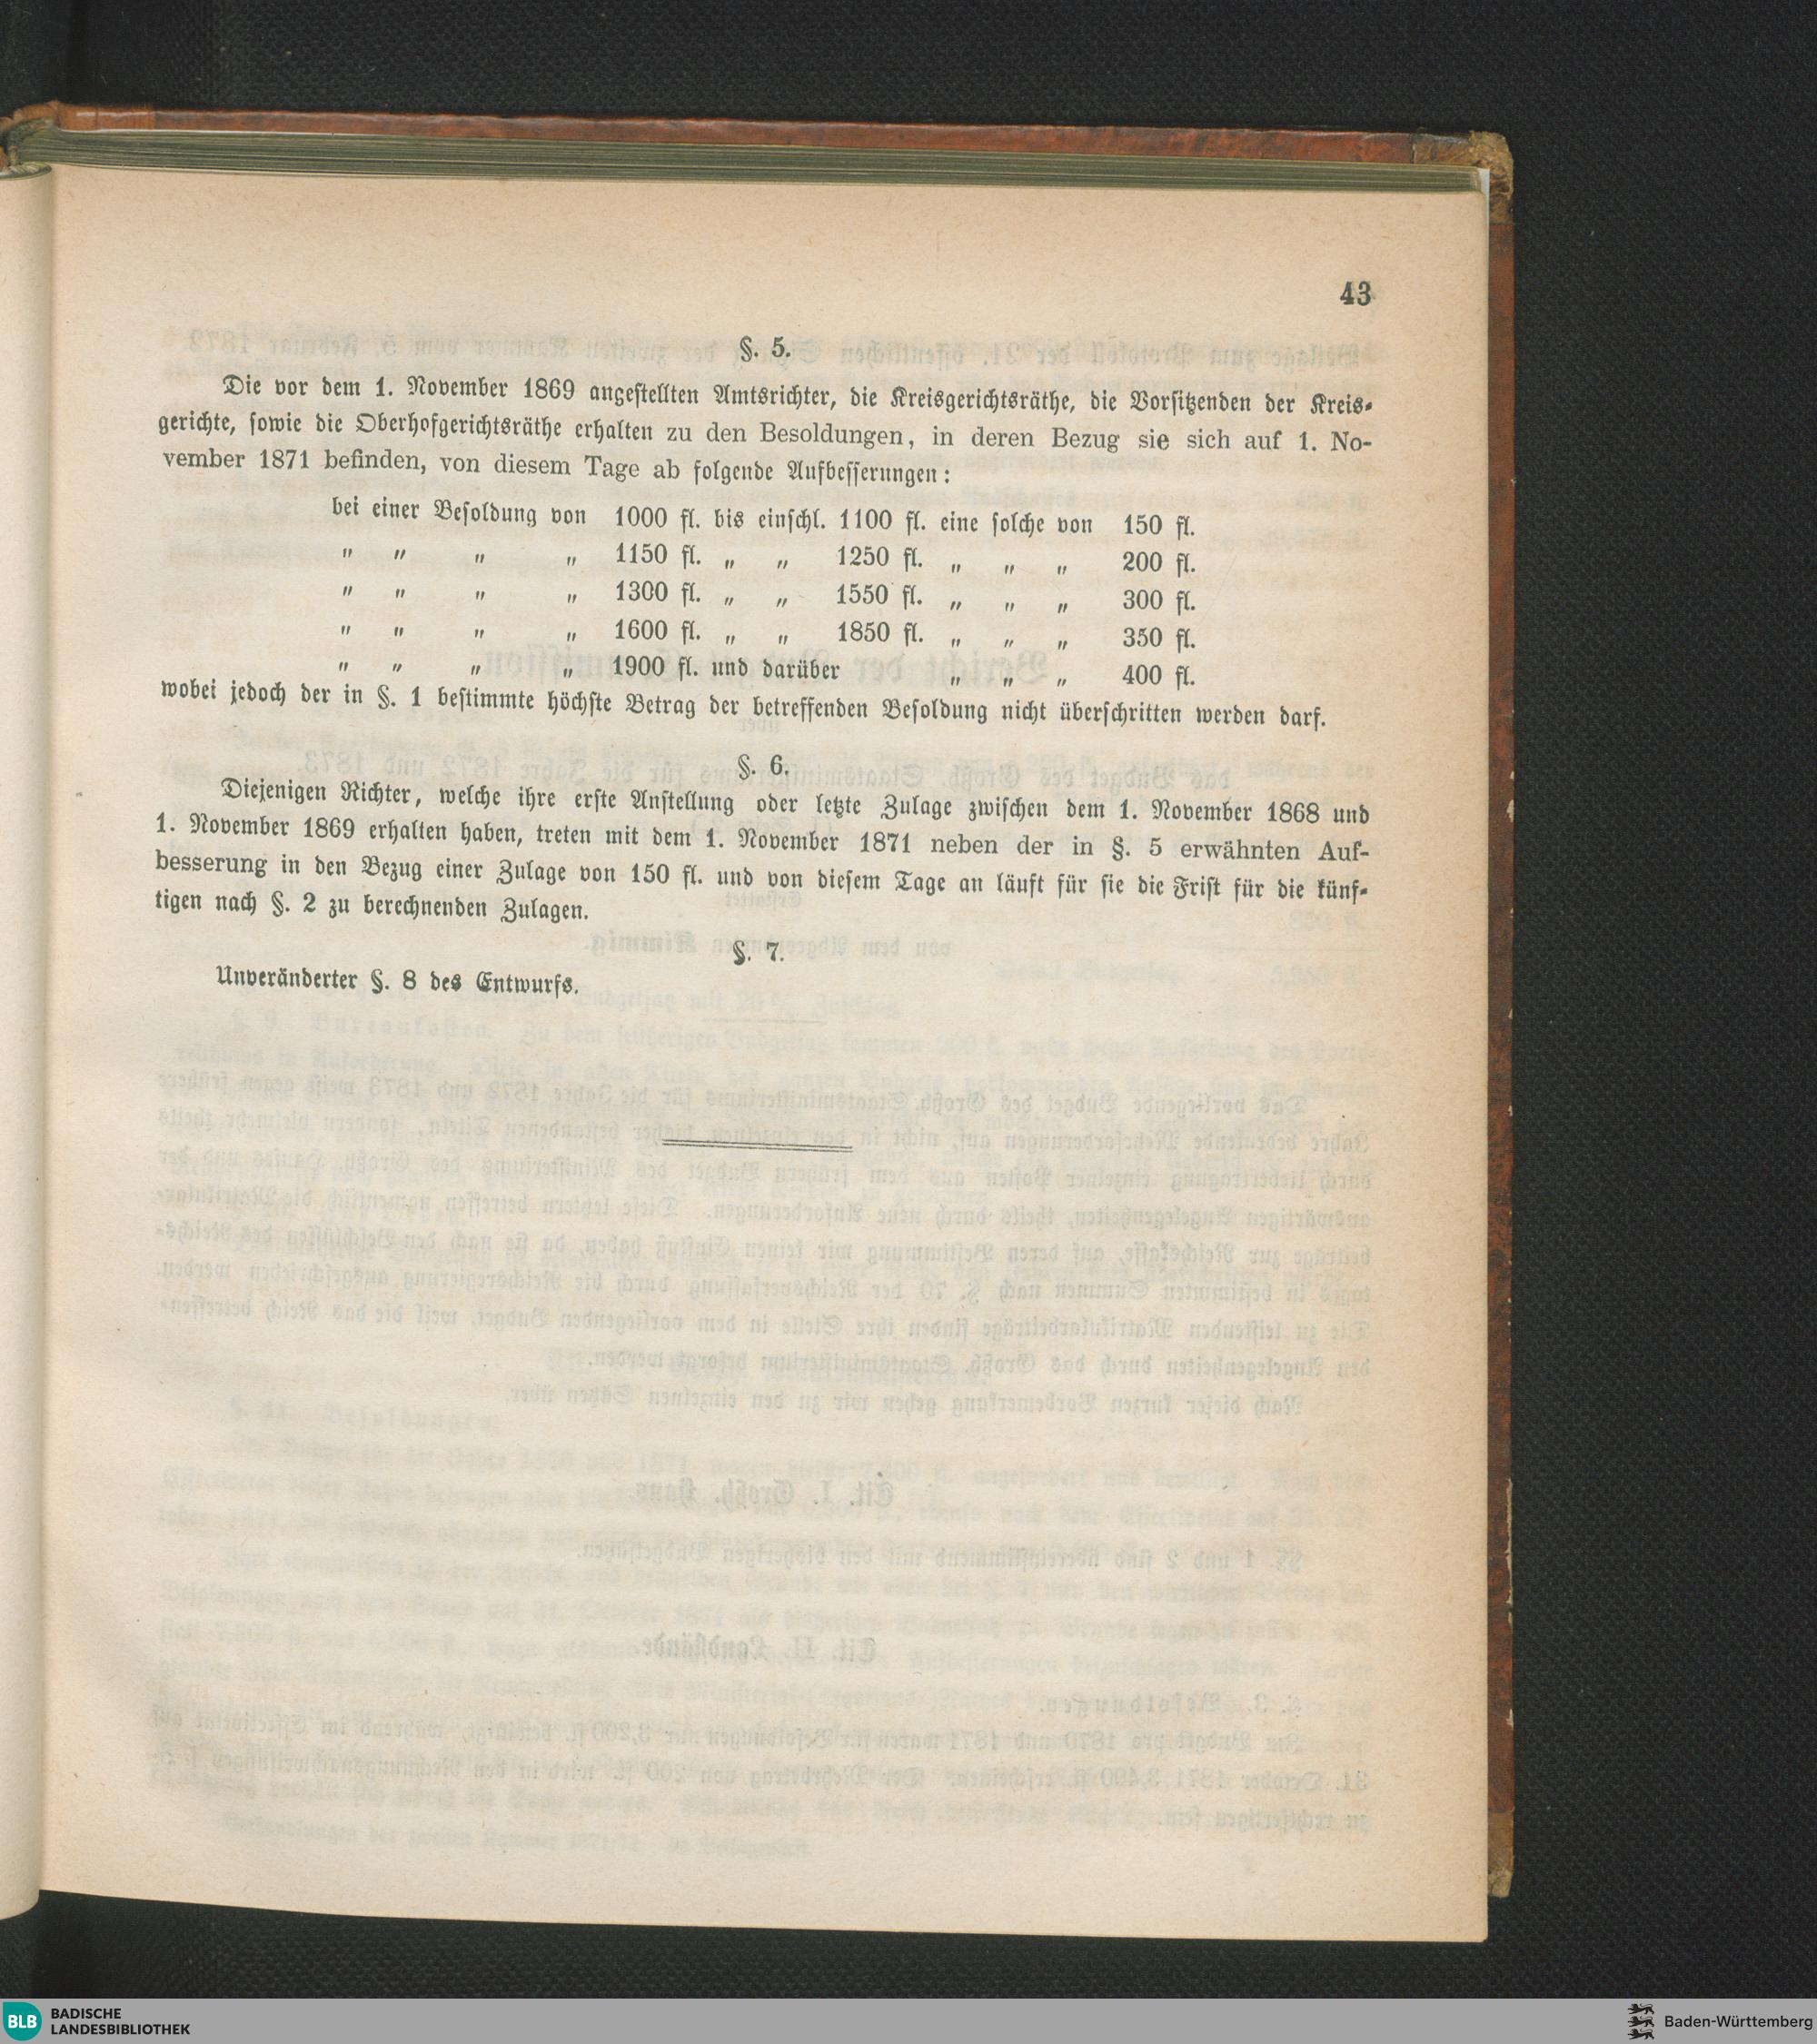 43
§. 5.
Die vor dem 1. November 1869 angestellten Amtsrichter, die Kreisgerichtsräthe, die Vorsitzenden der Kreis-
gerichte, sowie die Oberhofgerichtsräthe erhalten zu den Besoldungen, in deren Bezug sie sich auf 1. No-
vember 1871 befinden, von diesem Tage ab folgende Aufbesserungen:
bei einer Besoldung von 1000 fl. bis einschl. 1100 fl. eine solche von 150 fl.
" " " " 1150 fl. " " 1250 fl. " " " 200 fl.
" " " " 1300 fl. " " 1550 fl. " " " 300 fl.
" " " " 1600 fl. " " 1850 fl. " " " 350 fl.
" " " " 1900 fl. und darüber " " " 400 fl.
wobei jedoch der in §. 1 bestimmte höchste Betrag der betreffenden Besoldung nicht überschritten werden darf.
§. 6.
Diejenigen Richter, welche ihre erste Anstellung oder letzte Zulage zwischen dem 1. November 1868 und
1. November 1869 erhalten haben, treten mit dem 1. November 1871 neben der in §. 5 erwähnten Auf-
besserung in den Bezug einer Zulage von 150 fl. und von diesem Tage an läuft für sie die Frist für die künf-
tigen nach §. 2 zu berechnenden Zulagen.
§. 7.
Unveränderter §. 8 des Entwurfs.
BLB BADISCHE
LANDESBIBLIOTHEK
Baden-Württemberg